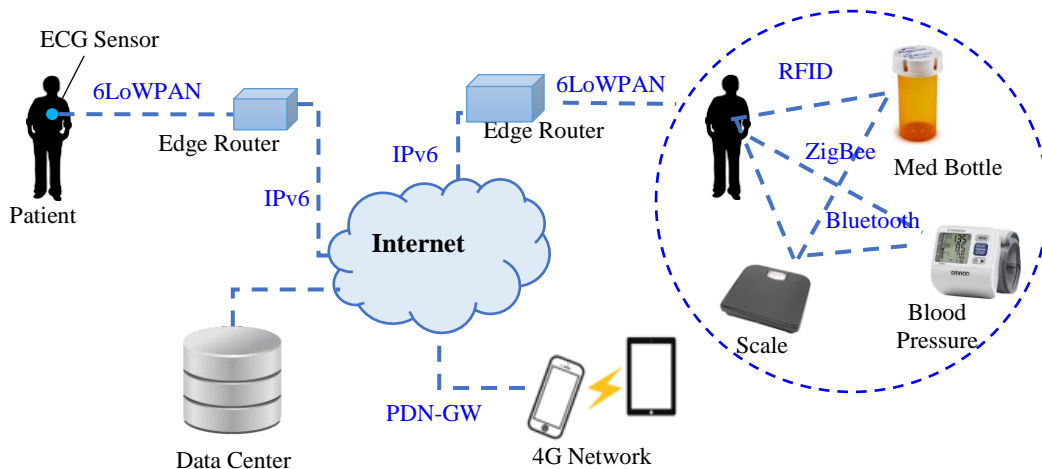 ECG Sensor
6LoWPAN
Edge Router
IPv6
Patient
Internet
6LoWPAN
Edge Router
IPv6
RFID
ZigBee
Med Bottle
Bluetooth
omron
Blood
Pressure
Scale
Data Center
PDN-GW
4G Network